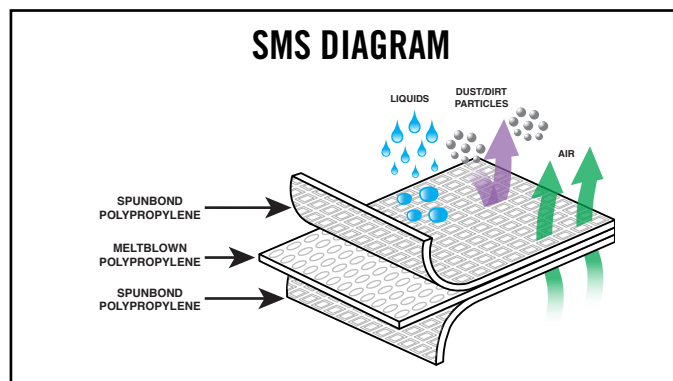 SMS DIAGRAM
LIQUIDS
DUST/DIRT
PARTICLES
AIR
SPUNBOND
POLYPROPYLENE
MELTBLOWN
POLYPROPYLENE
SPUNBOND
POLYPROPYLENE